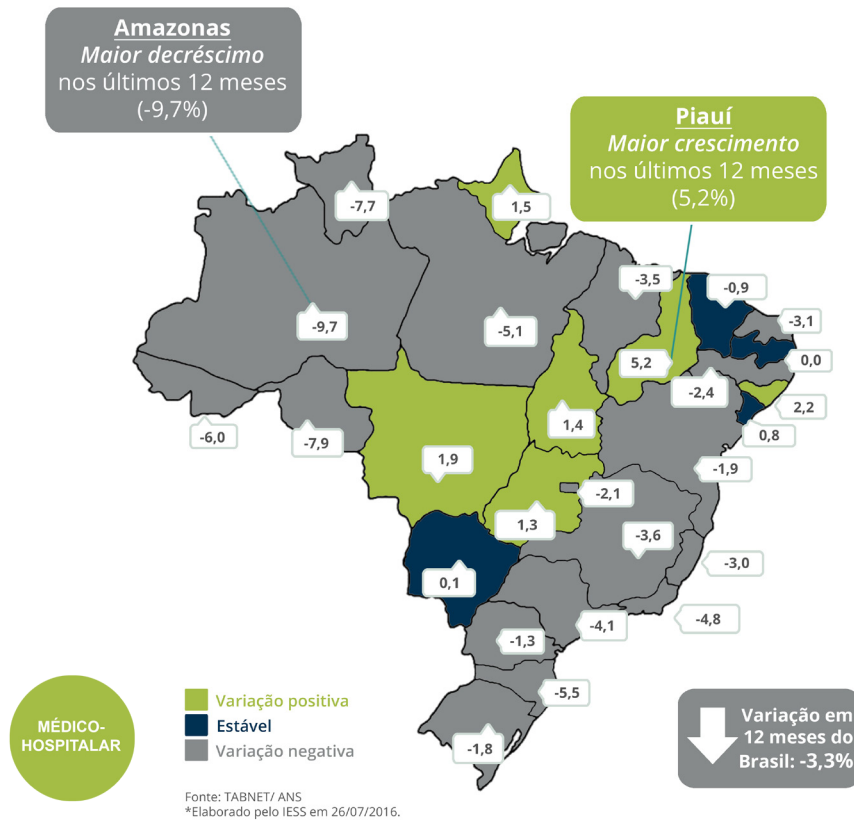 Amazonas
Maior decréscimo
nos últimos 12 meses
(-9,7%)
Piauí
Maior crescimento
nos últimos 12 meses
(5,2%)
-7,7
1,5
-3,5
-0,9
-9,7
-5,1
-3,1
5,2
0,0
-2,4
2,2
-6,0
-7,9
1,4
0,8
1,9
-1,9
-2,1
1,3
-3,6
-3,0
0,1
-4,1
-4,8
-1,3
-5,5
-1,8
MÉDICO-
HOSPITALAR
Variação positiva
Estável
Variação negativa
Variação em
12 meses do
Brasil: -3,3%
Fonte: TABNET/ ANS
*Elaborado pelo IESS em 26/07/2016.